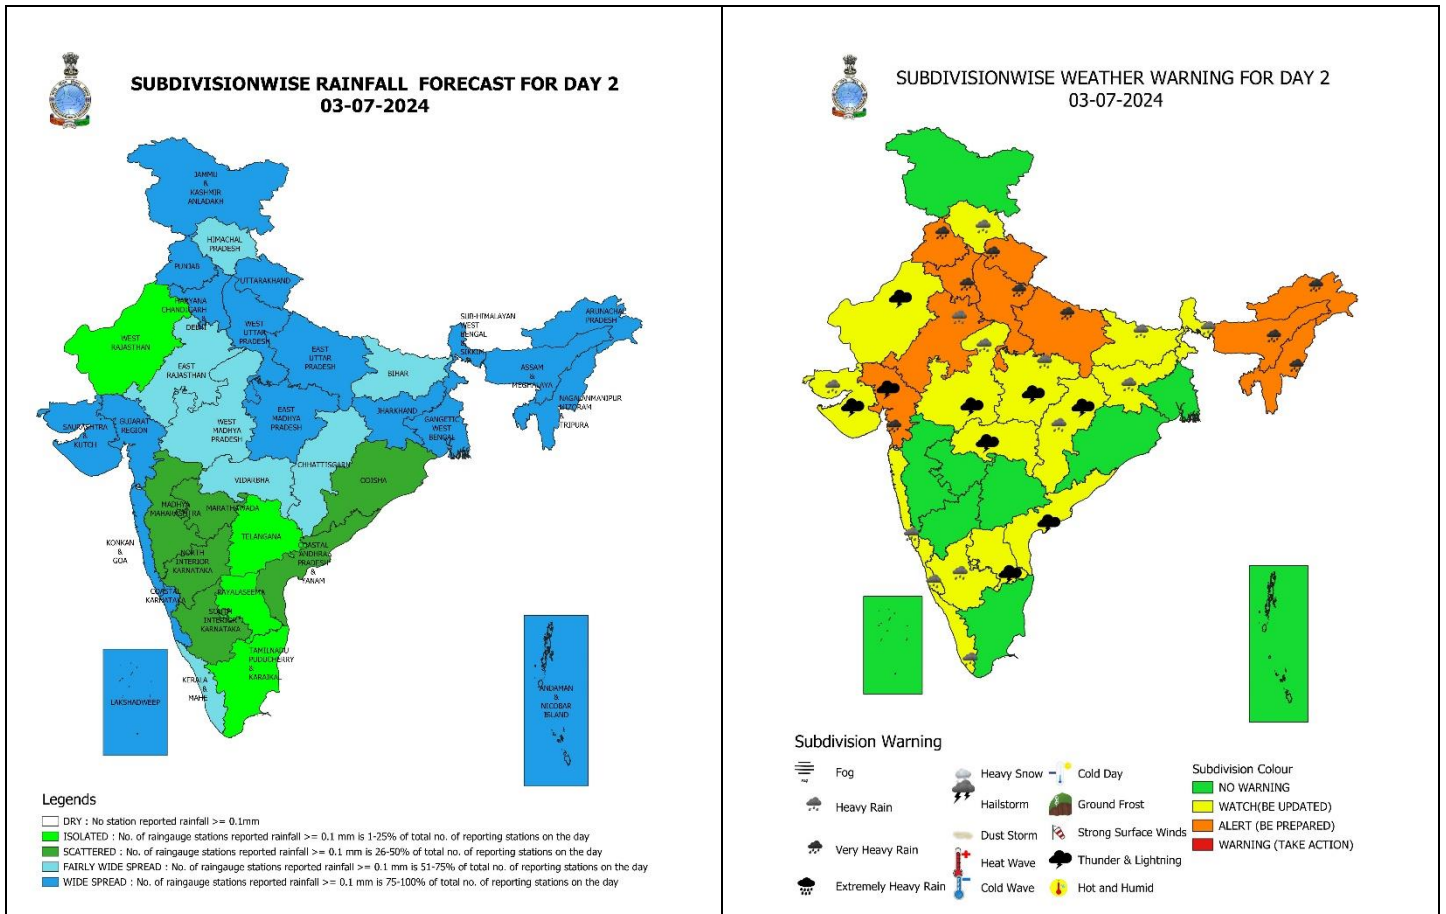 SUBDIVISIONWISE RAINFALL FORECAST FOR DAY 2
03-07-2024
JAMMU
&
KASHMIR
ANLADAKH
HIMACHAL
PRADESH
PUNJAB
UTTARAKHAND
HARYANA
CHANDIGARH
&
DELHI
WEST
UTTAR
PRADESH
WEST
RAJASTHAN
EAST
RAJASTHAN
EAST
UTTAR
PRADESH
BIHAR
SUB-HIMALAYAN
WEST
BENGAL
&
SIKKIM
ARUNACHAL
PRADESH
ASSAM
&
MEGHALAYA
NAGALANMANIPUR
MIZORAM
&
TRIPURA
SAURASHTRA
&
KUTCH
GUJARAT
REGION
WEST
MADHYA
PRADESH
EAST
MADHYA
PRADESH
JHARKHAND
GANGETIC
WEST
BENGAL
CHHATTISGARH
VIDARBHA
ODISHA
MADHYA
MAHARASHTRA
MARATHAWADA
TELANGANA
KONKAN
&
GOA
NORTH
INTERIOR
KARNATAKA
COASTAL
ANDHRA
PRADESH
&
YANAM
COASTAL
KARNATAKA
RAYALASEEMA
SOUTH
INTERIOR
KARNATAKA
TAMILNADU
PUDUCHERRY
&
KARAIKAL
KERALA
&
MAHE
LAKSHADWEEP
ANDAMAN
&
NICOBAR
ISLAND
Legends
DRY : No station reported rainfall >= 0.1mm
ISOLATED : No. of raingauge stations reported rainfall >= 0.1 mm is 1-25% of total no. of reporting stations on the day
SCATTERED : No. of raingauge stations reported rainfall >= 0.1 mm is 26-50% of total no. of reporting stations on the day
FAIRLY WIDE SPREAD : No. of raingauge stations reported rainfall >= 0.1 mm is 51-75% of total no. of reporting stations on the day
WIDE SPREAD : No. of raingauge stations reported rainfall >= 0.1 mm is 75-100% of total no. of reporting stations on the day
SUBDIVISIONWISE WEATHER WARNING FOR DAY 2
03-07-2024
Subdivision Warning
Fog
Heavy Rain
Very Heavy Rain
Extremely Heavy Rain
Heavy Snow
Hailstorm
Dust Storm
Heat Wave
Cold Wave
Cold Day
Ground Frost
Strong Surface Winds
Thunder & Lightning
Hot and Humid
Subdivision Colour
NO WARNING
WATCH(BE UPDATED)
ALERT (BE PREPARED)
WARNING (TAKE ACTION)